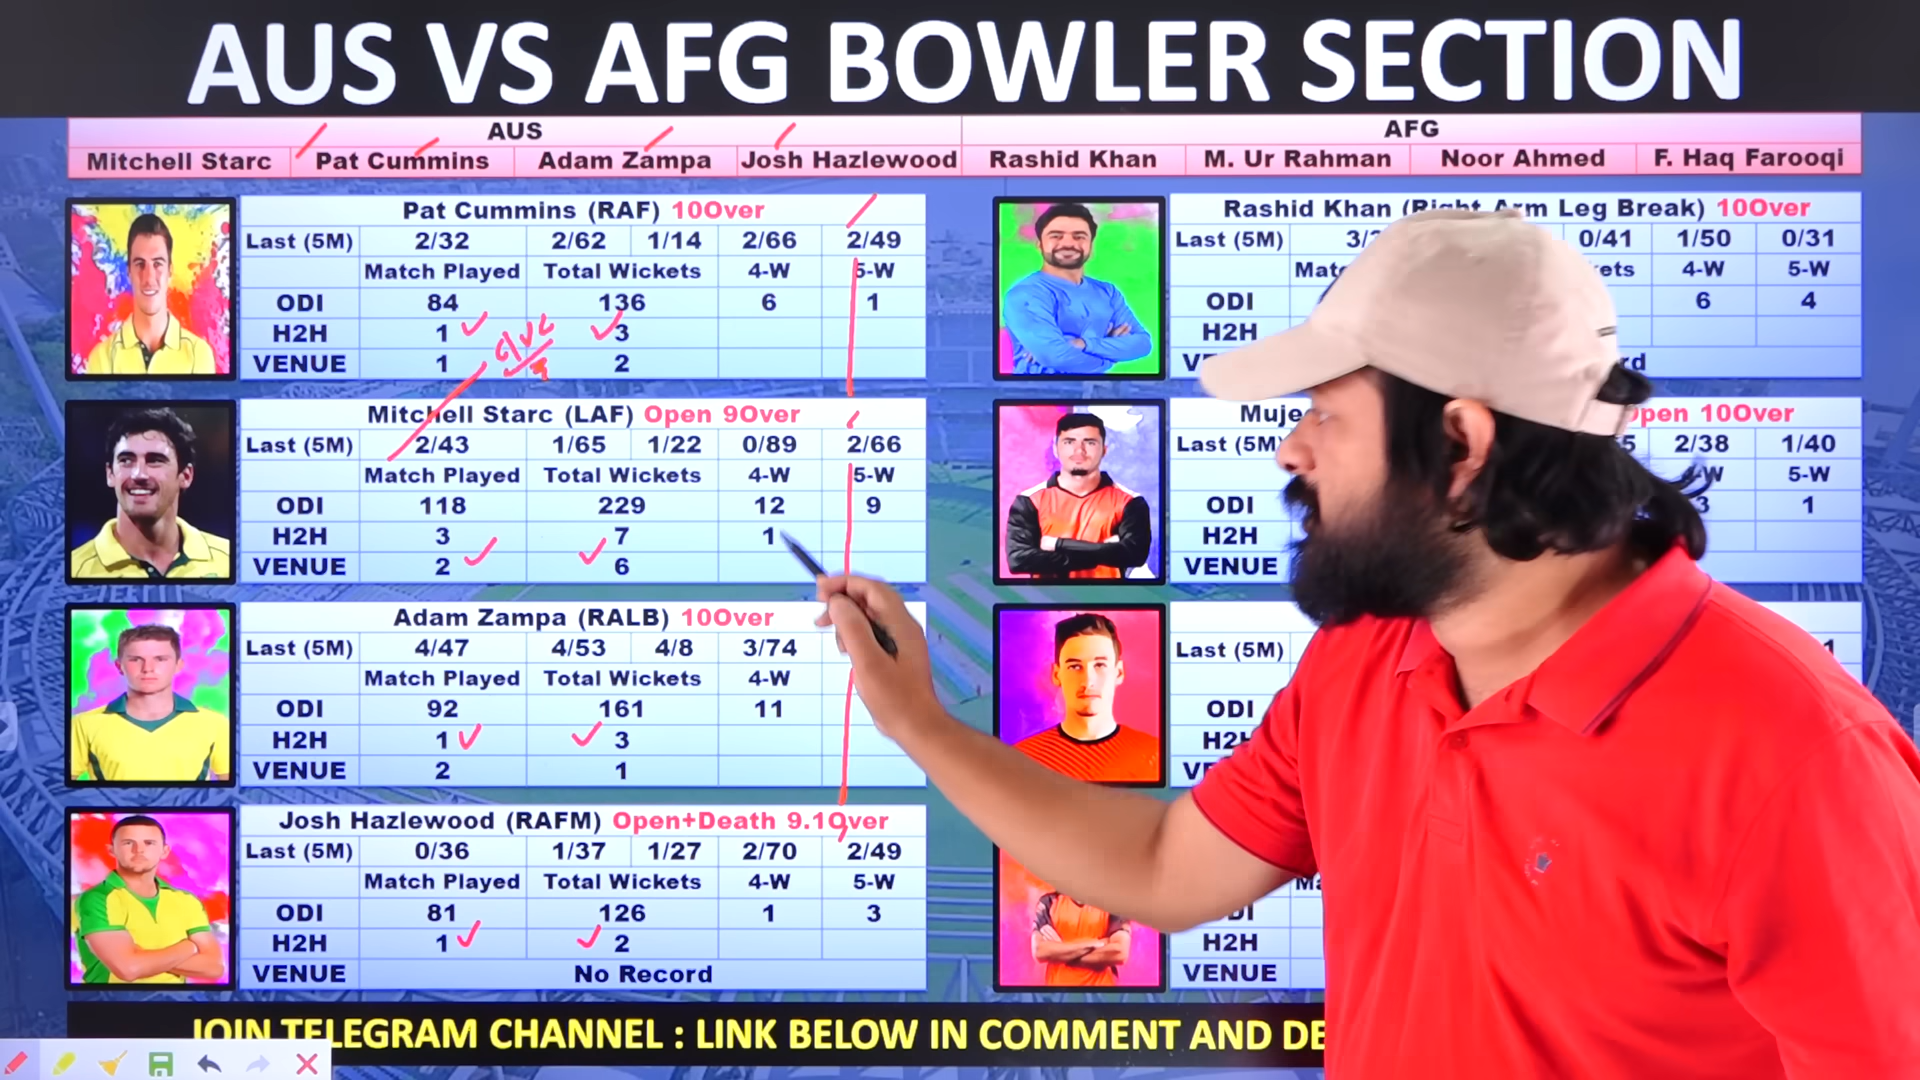 AUS VS AFG BOWLER SECTION
AUS
AFG
Mitchell Starc Pat Cummins Adam Zampa Josh Hazlewood
Rashid Khan M. Ur Rahman Noor Ahmed F. Haq Farooqi
Pat Cummins (RAF) 10Over
Last (5M) 2/32 2/62 1/14 2/66 2/49
Match Played Total Wickets 4-W 5-W
ODI 84 136 6 1
H2H 1 3
VENUE 1 2
Mitchell Starc (LAF) Open 9Over
Last (5M) 2/43 1/65 1/22 0/89 2/66
Match Played Total Wickets 4-W 5-W
ODI 118 229 12 9
H2H 3 7 1
VENUE 2 6
Adam Zampa (RALB) 10Over
Last (5M) 4/47 4/53 4/8 3/74
Match Played Total Wickets 4-W
ODI 92 161 11
H2H 1 3
VENUE 2 1
Josh Hazlewood (RAFM) Open+Death 9.1Over
Last (5M) 0/36 1/37 1/27 2/70 2/49
Match Played Total Wickets 4-W 5-W
ODI 81 126 1 3
H2H 1 2
VENUE No Record
Rashid Khan (Right Arm Leg Break) 10Over
Last (5M) 0/41 1/50 0/31
4-W 5-W
ODI 6 4
H2H
Open 10Over
Last (5M) 2/38 1/40
5-W
ODI 3 1
H2H
VENUE
Last (5M)
ODI
H2H
H2H
VENUE
JOIN TELEGRAM CHANNEL : LINK BELOW IN COMMENT AND